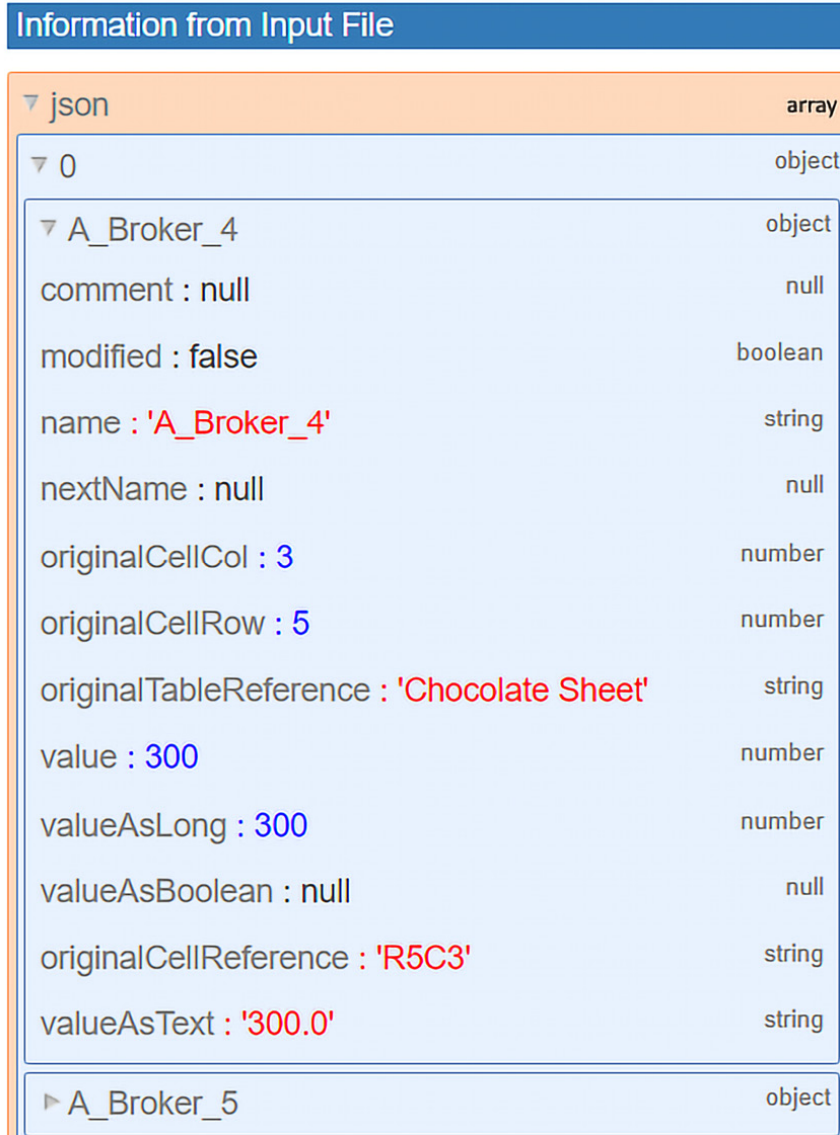 Information from Input File
json array
0 object
A_Broker_4 object
comment : null null
modified : false boolean
name : 'A_Broker_4' string
nextName : null null
originalCellCol : 3 number
originalCellRow : 5 number
originalTableReference : 'Chocolate Sheet' string
value : 300 number
valueAsLong : 300 number
valueAsBoolean : null null
originalCellReference : 'R5C3' string
valueAsText : '300.0' string
A_Broker_5 object